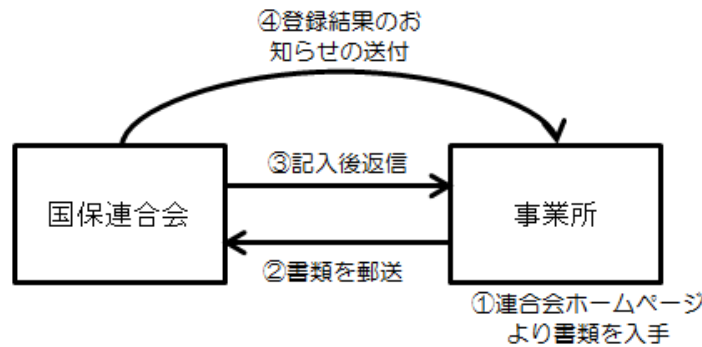 ④登録結果のお
知らせの送付
③記入後返信
国保連合会
事業所
②書類を郵送
①連合会ホームページ
より書類を入手